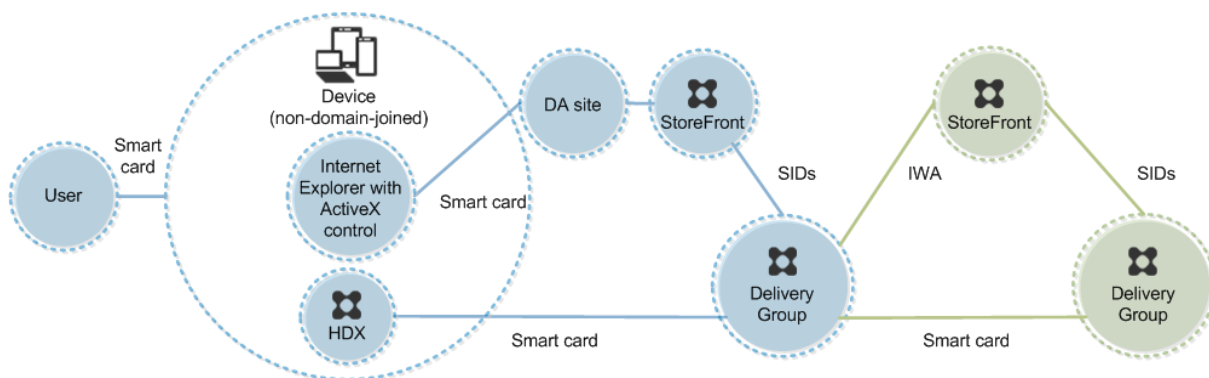 User
Smart
card
Device
(non-domain-joined)
Internet
Explorer with
ActiveX
control
HDX
Smart card
DA site
StoreFront
SIDs
Delivery
Group
Smart card
IWA
StoreFront
SIDs
Delivery
Group
Smart card